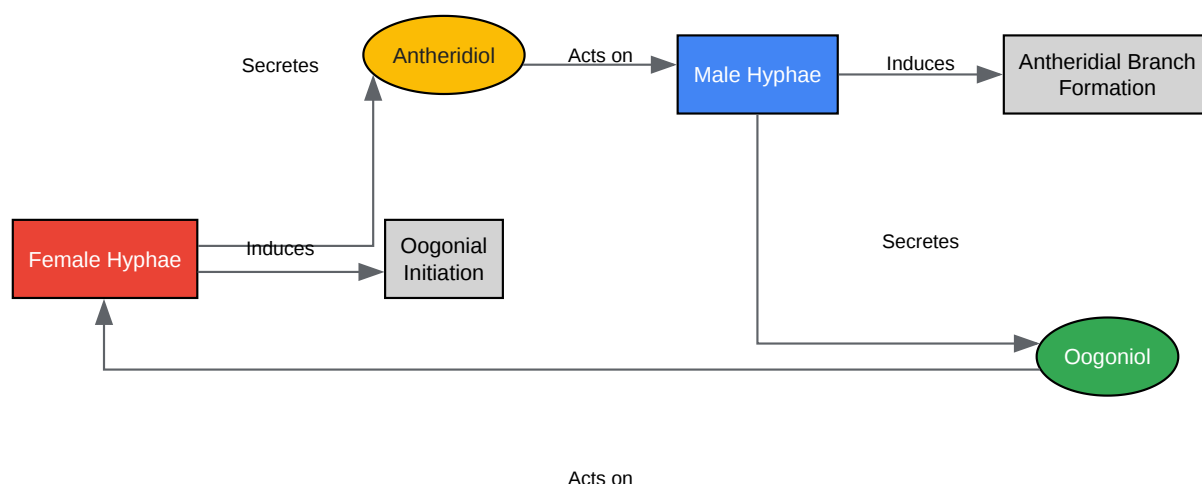 Secretes
Antheridiol
Acts on
Male Hyphae
Induces
Antheridial Branch
Formation
Female Hyphae
Induces
Oogonial
Initiation
Secretes
Oogoniol
Acts on